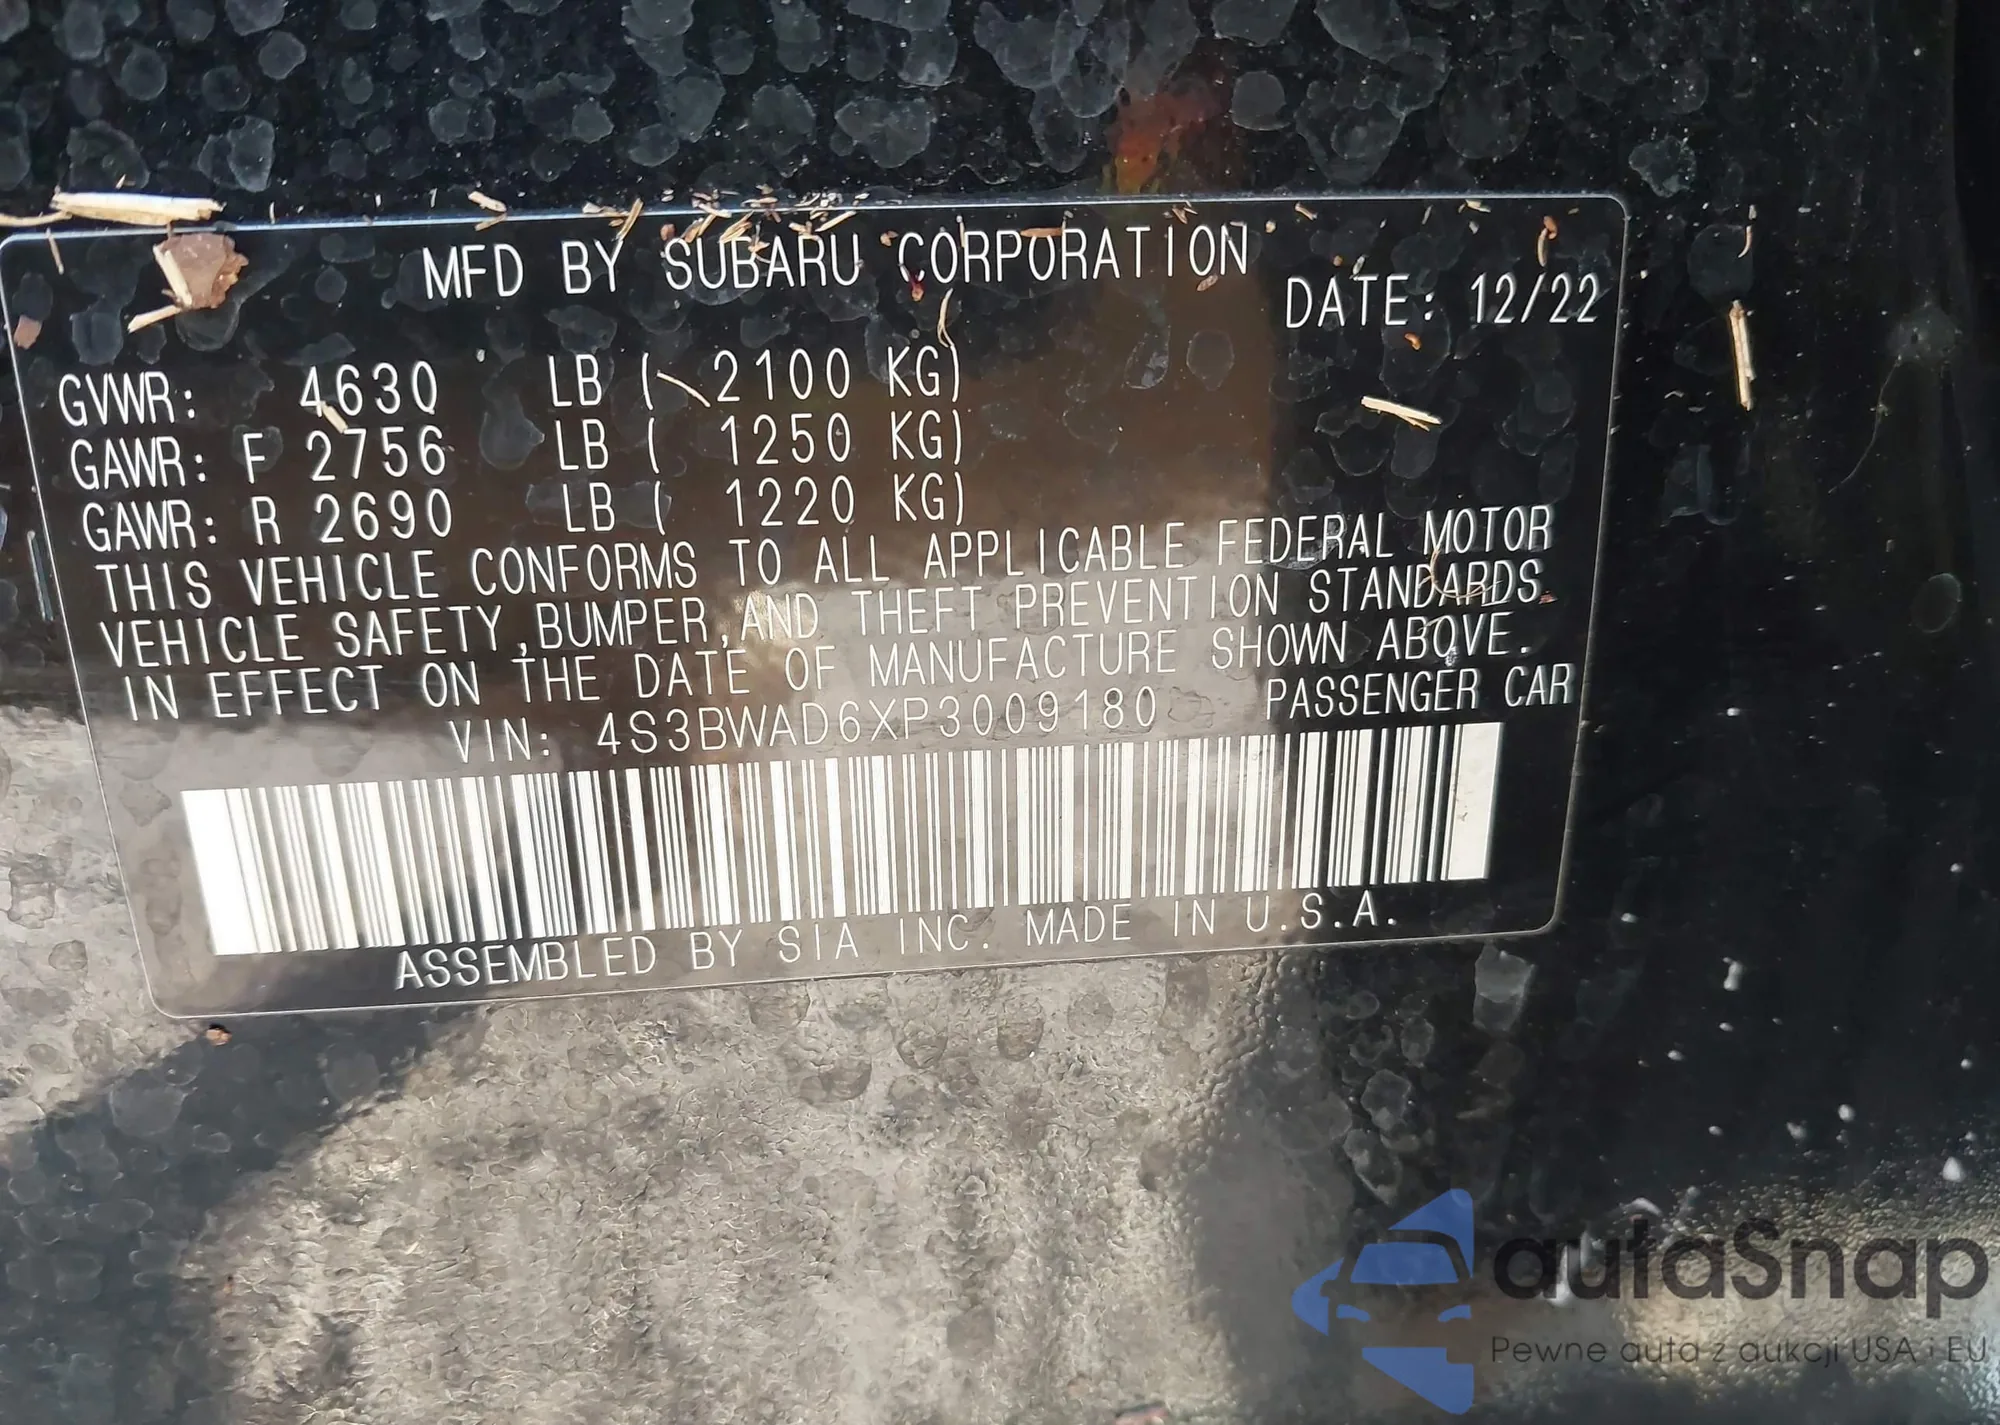 MFD BY SUBARU CORPORATION
DATE: 12/22
GVWR: 4630 LB ( 2100 KG)
GAWR: F 2756 LB ( 1250 KG)
GAWR: R 2690 LB ( 1220 KG)
THIS VEHICLE CONFORMS TO ALL APPLICABLE FEDERAL MOTOR
VEHICLE SAFETY,BUMPER,AND THEFT PREVENTION STANDARDS
IN EFFECT ON THE DATE OF MANUFACTURE SHOWN ABOVE.
VIN: 4S3BWAD6XP3009180 PASSENGER CAR
ASSEMBLED BY SIA INC. MADE IN U.S.A.
autaSnap
Pewne auta z aukcji USA i EU